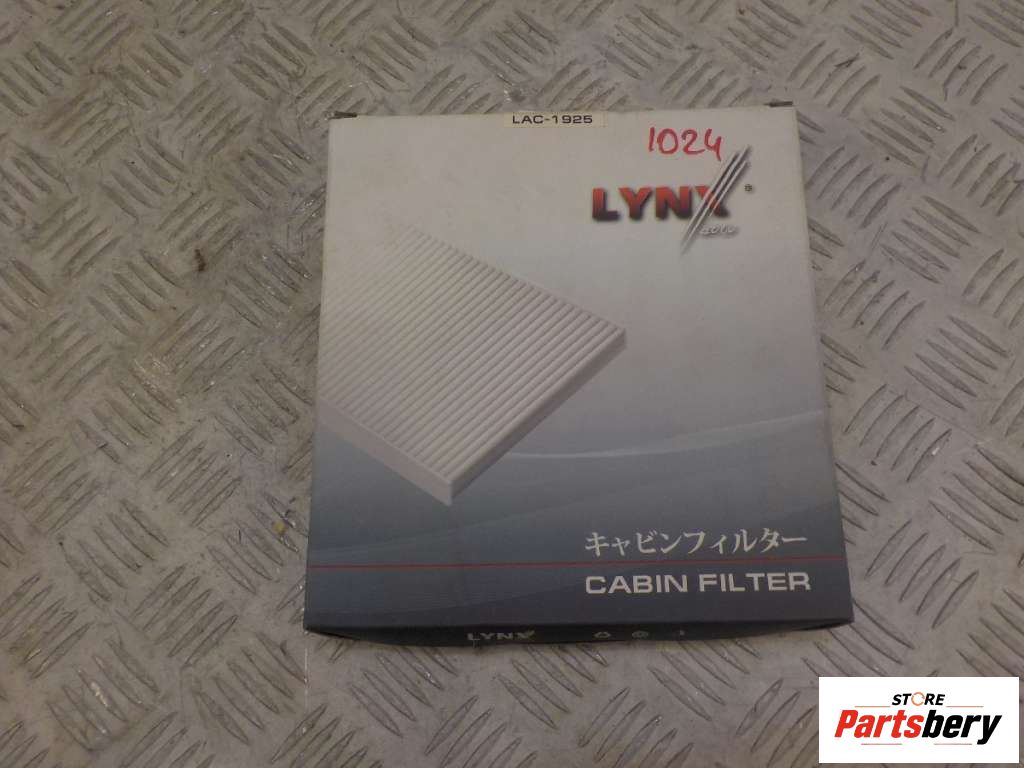 LAC-1925
1024
LYNX®
キャビンフィルター
CABIN FILTER
LYNX
STORE
Partsbery